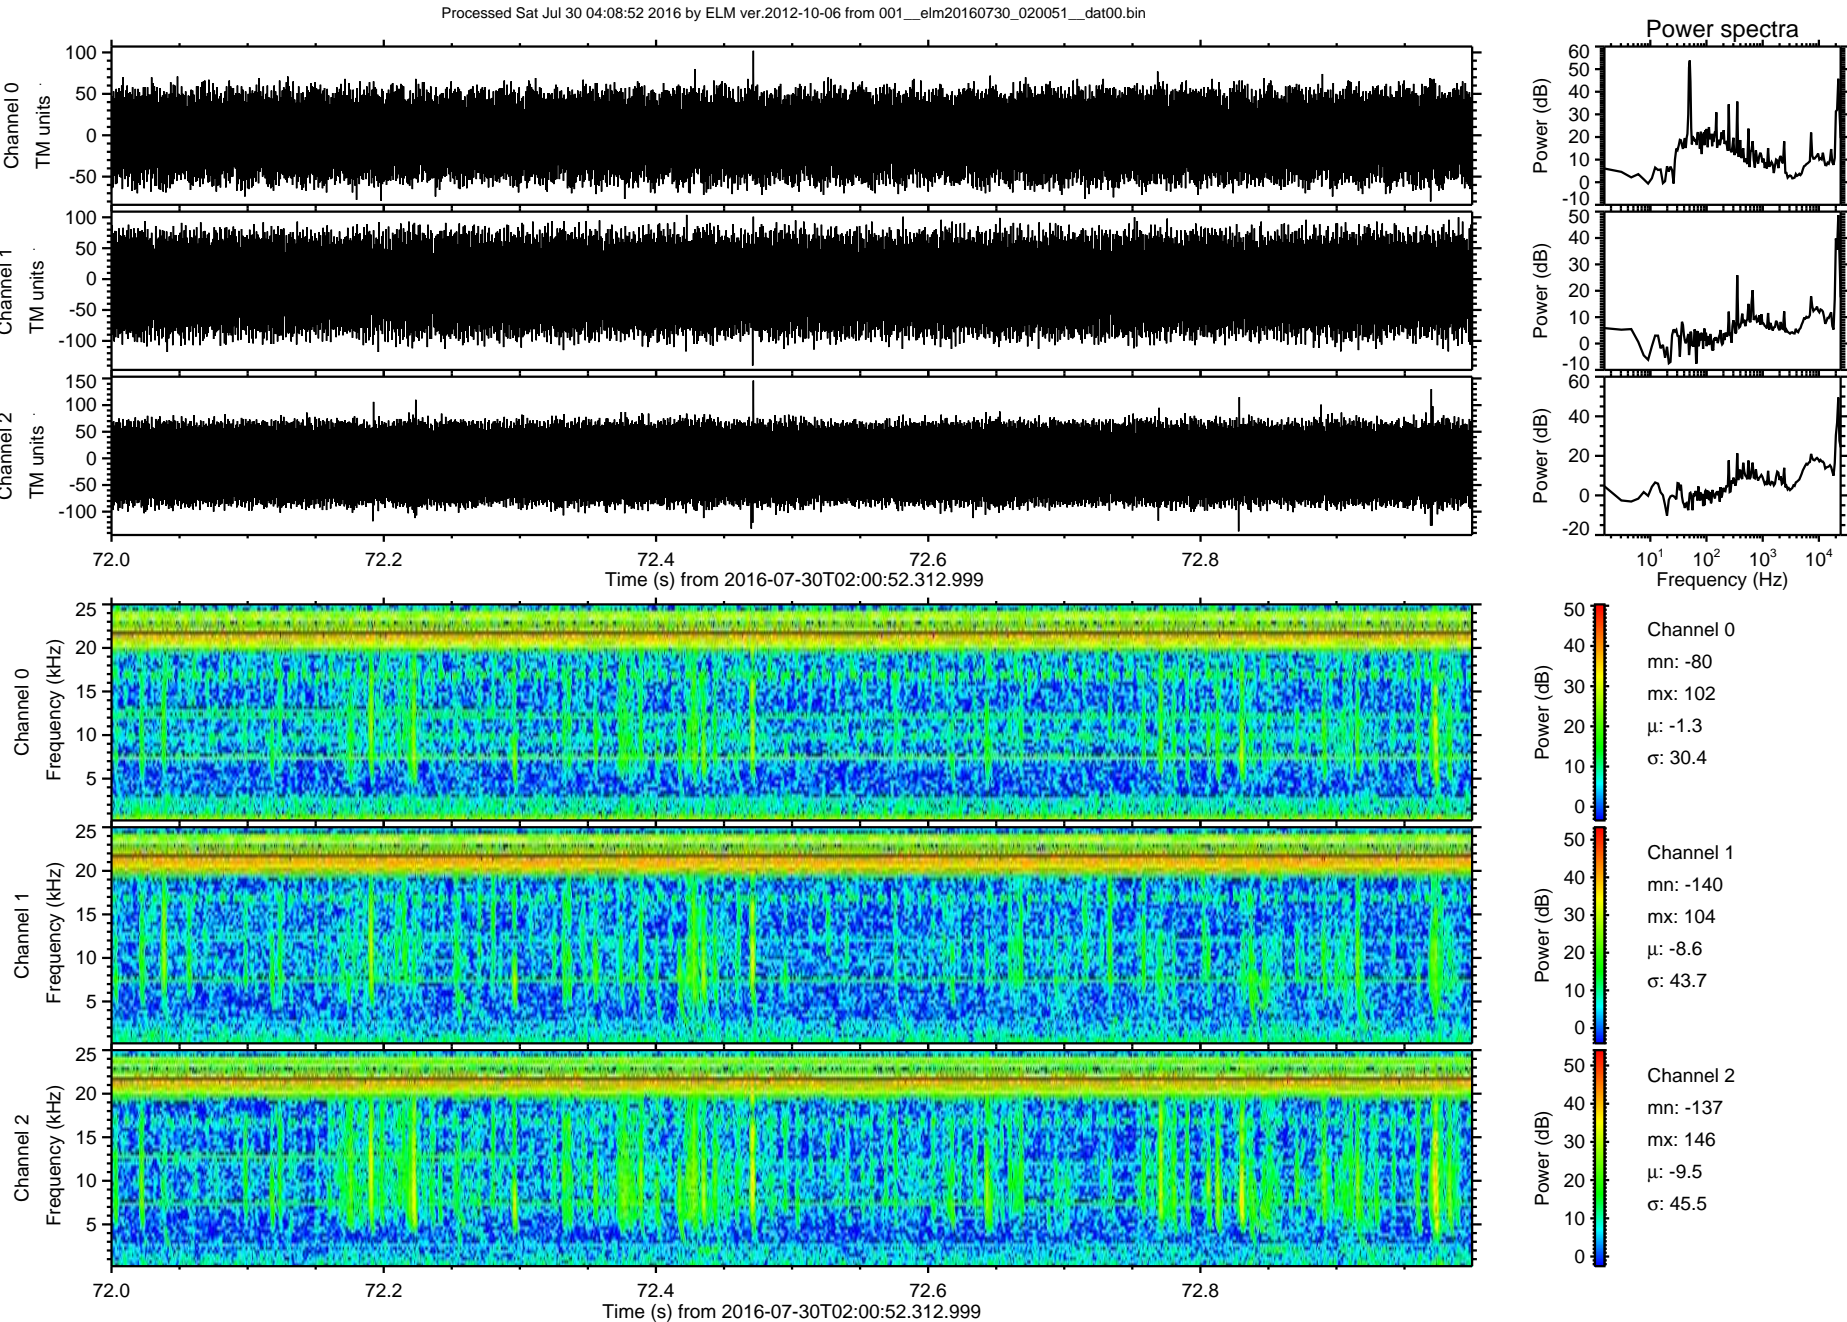 Processed Sat Jul 30 04:08:52 2016 by ELM ver.2012-10-06 from 001__elm20160730_020051__dat00.bin
Power spectra
Channel 0
TM units
100
50
0
-50
Power (dB)
60
50
40
30
20
10
0
-10
Channel 1
TM units
100
50
0
-50
-100
Power (dB)
50
40
30
20
10
0
-10
Channel 2
TM units
150
100
50
0
-50
-100
Power (dB)
60
40
20
0
-20
72.0 72.2 72.4 72.6 72.8
Time (s) from 2016-07-30T02:00:52.312.999
10^1 10^2 10^3 10^4
Frequency (Hz)
Channel 0
Frequency (kHz)
25
20
15
10
5
Power (dB)
50
40
30
20
10
0
Channel 0
mn: -80
mx: 102
μ: -1.3
σ: 30.4
Channel 1
Frequency (kHz)
25
20
15
10
5
Power (dB)
50
40
30
20
10
0
Channel 1
mn: -140
mx: 104
μ: -8.6
σ: 43.7
Channel 2
Frequency (kHz)
25
20
15
10
5
Power (dB)
50
40
30
20
10
0
Channel 2
mn: -137
mx: 146
μ: -9.5
σ: 45.5
72.0 72.2 72.4 72.6 72.8
Time (s) from 2016-07-30T02:00:52.312.999